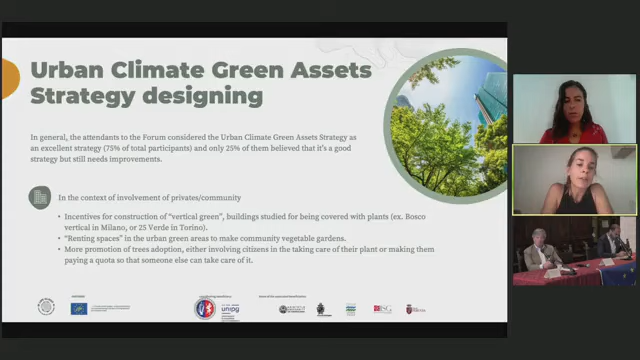 Urban Climate Green Assets
Strategy designing
In general, the attendants to the Forum considered the Urban Climate Green Assets Strategy as
an excellent strategy (75% of total participants) and only 25% of them believed that it's a good
strategy but still needs improvements.
In the context of involvement of privates/community
• Incentives for construction of "vertical green", buildings studied for being covered with plants (ex. Bosco
vertical in Milano, or 25 Verde in Torino).
• "Renting spaces" in the urban green areas to make community vegetable gardens.
• More promotion of trees adoption, either involving citizens in the taking care of their plant or making them
paying a quota so that someone else can take care of it.
unipg